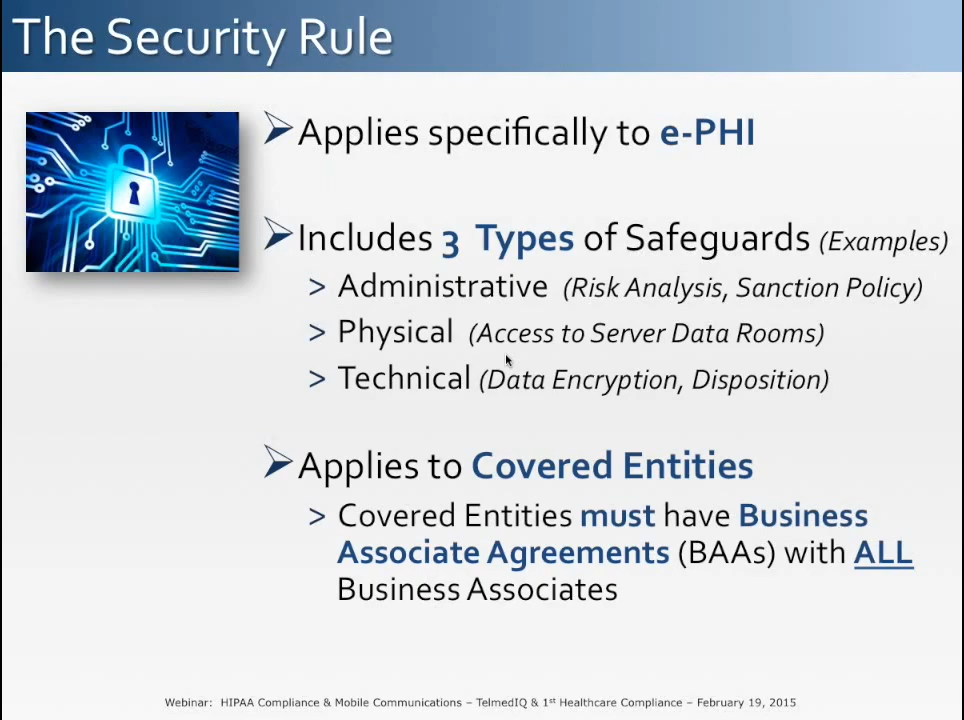 The Security Rule
Applies specifically to e-PHI
Includes 3 Types of Safeguards (Examples)
> Administrative (Risk Analysis, Sanction Policy)
> Physical (Access to Server Data Rooms)
> Technical (Data Encryption, Disposition)
Applies to Covered Entities
> Covered Entities must have Business
Associate Agreements (BAAs) with ALL
Business Associates
Webinar: HIPAA Compliance & Mobile Communications – TelmedIQ & 1st Healthcare Compliance – February 19, 2015